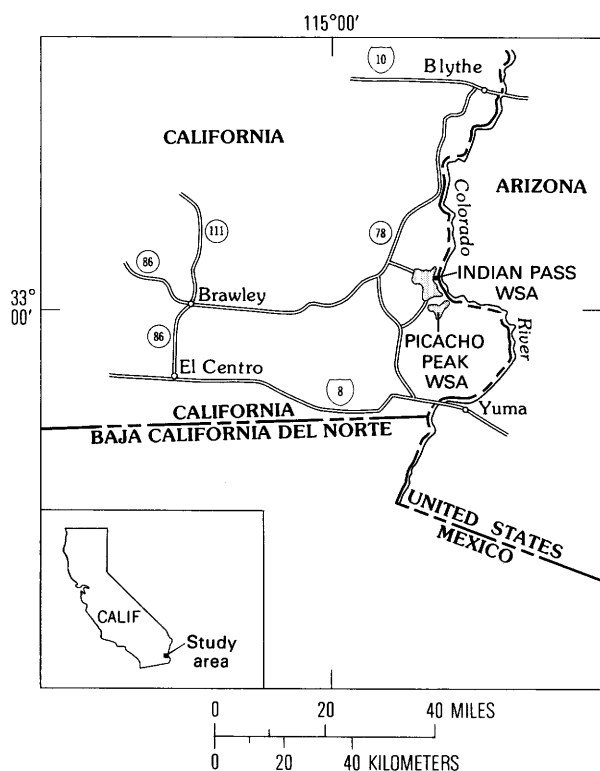 115°00'
10
Blythe
CALIFORNIA
ARIZONA
Colorado
111
78
86
INDIAN PASS
WSA
33°
00'
Brawley
River
PICACHO
PEAK
WSA
86
El Centro
8
CALIFORNIA
Yuma
BAJA CALIFORNIA DEL NORTE
UNITED STATES
MEXICO
CALIF
Study
area
0 20 40 MILES
0 20 40 KILOMETERS